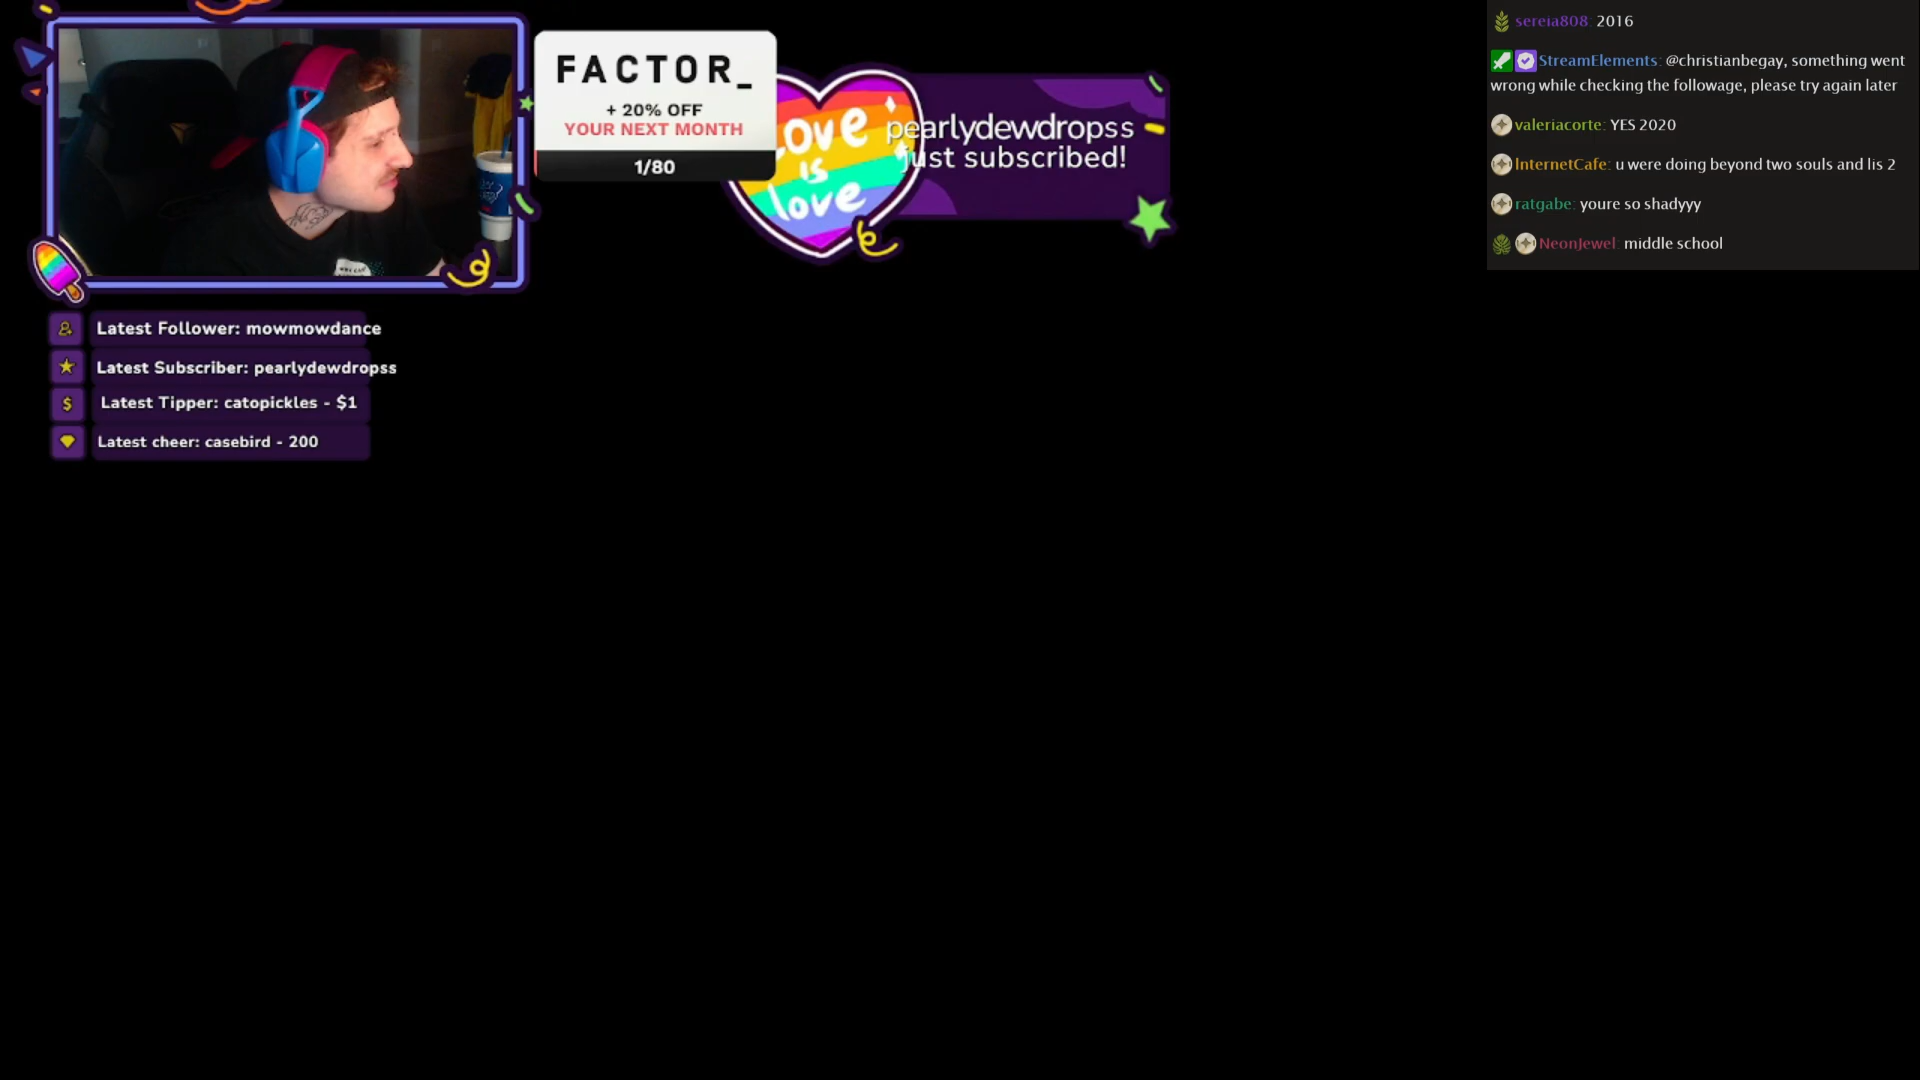 FACTOR_
+ 20% OFF
YOUR NEXT MONTH
1/80
love
is
love
pearlydewdropss
just subscribed!
Latest Follower: mowmowdance
Latest Subscriber: pearlydewdropss
Latest Tipper: catopickles - $1
Latest cheer: casebird - 200
sereia808: 2016
StreamElements: @christianbegay, something went
wrong while checking the followage, please try again later
valeriacorte: YES 2020
lnternetCafe: u were doing beyond two souls and lis 2
ratgabe: youre so shadyyy
NeonJewel: middle school